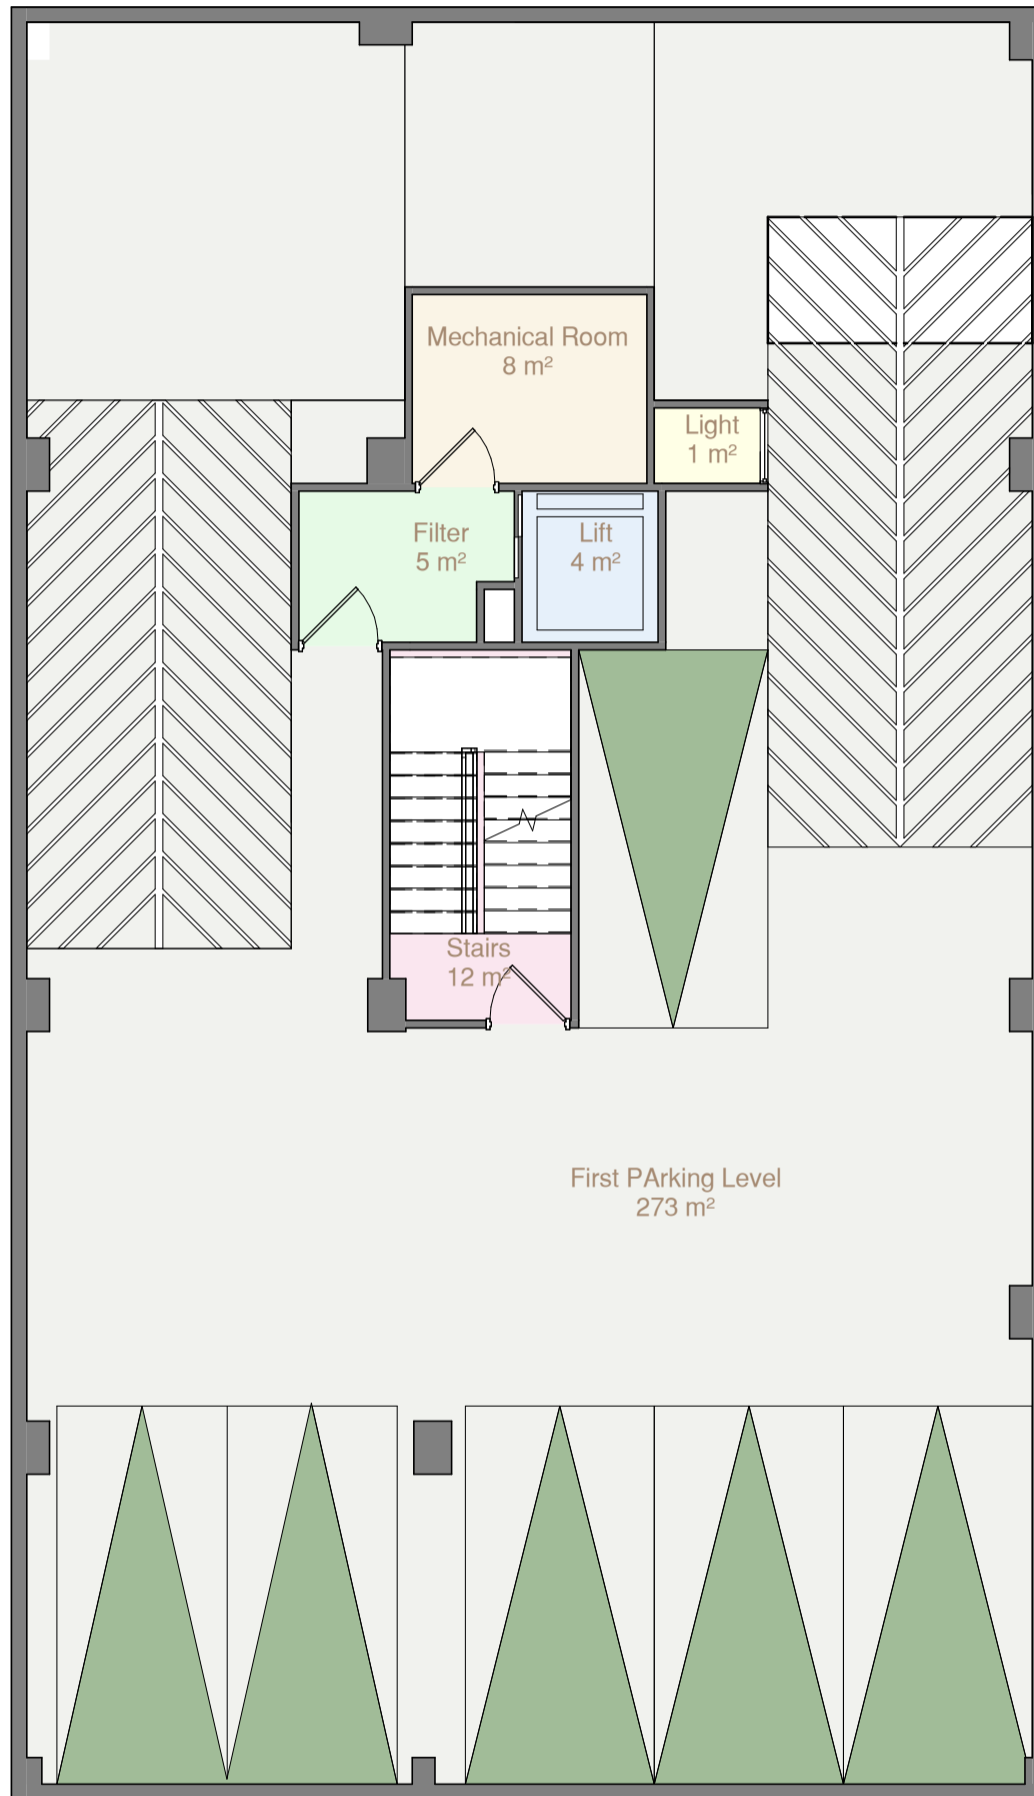 Mechanical Room
8 m²
Light
1 m²
Filter
5 m²
Lift
4 m²
Stairs
12 m²
First PArking Level
273 m²